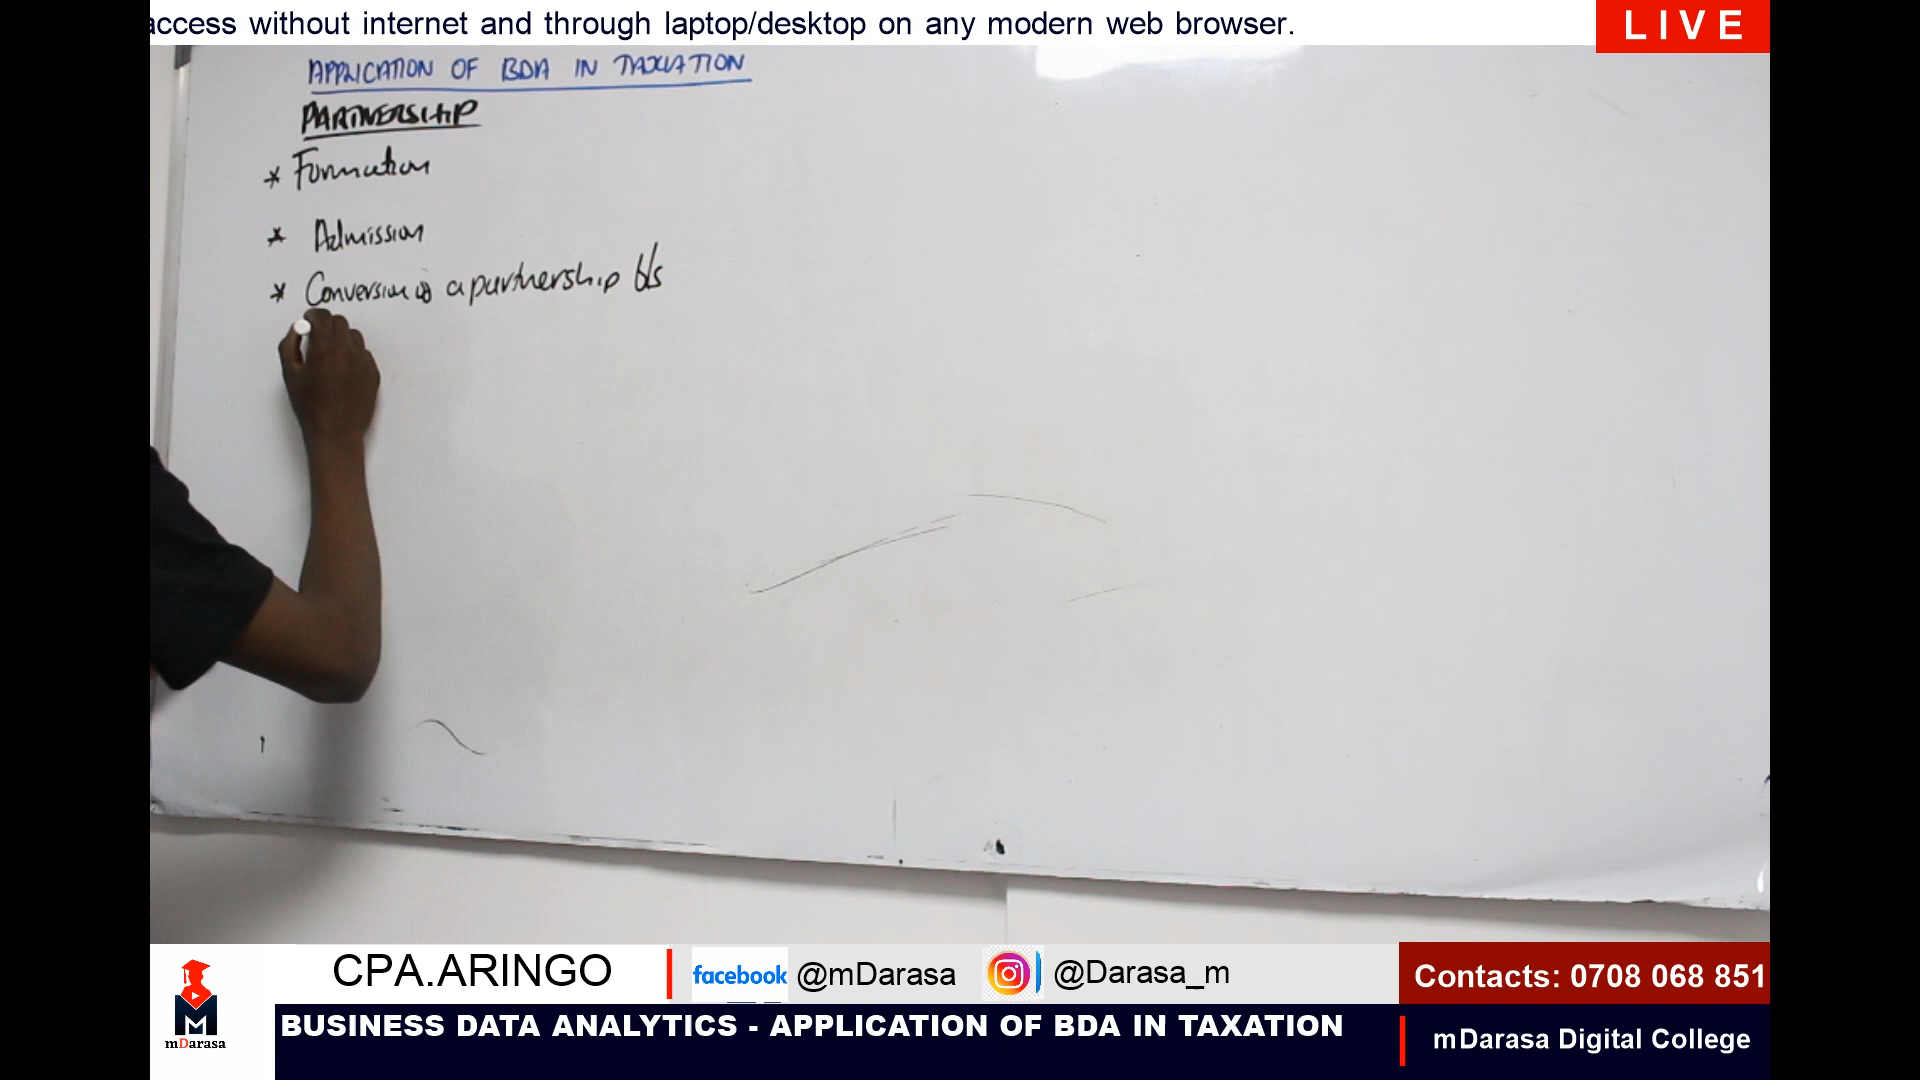 access without internet and through laptop/desktop on any modern web browser.
LIVE
APPLICATION OF BDA IN TAXATION
PARTNERSHIP
* Formation
* Admission
* Conversion of a partnership b/s
CPA.ARINGO
facebook @mDarasa
@Darasa_m
Contacts: 0708 068 851
mDarasa
BUSINESS DATA ANALYTICS - APPLICATION OF BDA IN TAXATION
mDarasa Digital College